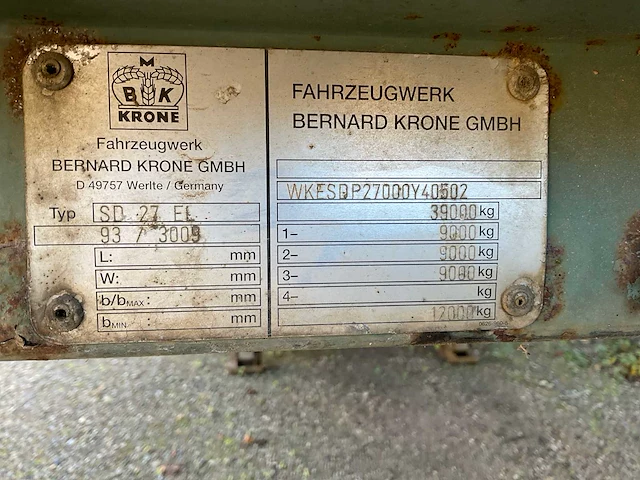 M
B K
KRONE
Fahrzeugwerk
BERNARD KRONE GMBH
D 49757 Werlte / Germany
Typ SD 27 EL
93 / 3009
L: mm
W: mm
b/bMAX: mm
bMIN: mm
FAHRZEUGWERK
BERNARD KRONE GMBH
WKESDP27000Y40502
39000 kg
1- 9000 kg
2- 9000 kg
3- 9000 kg
4- kg
12000 kg